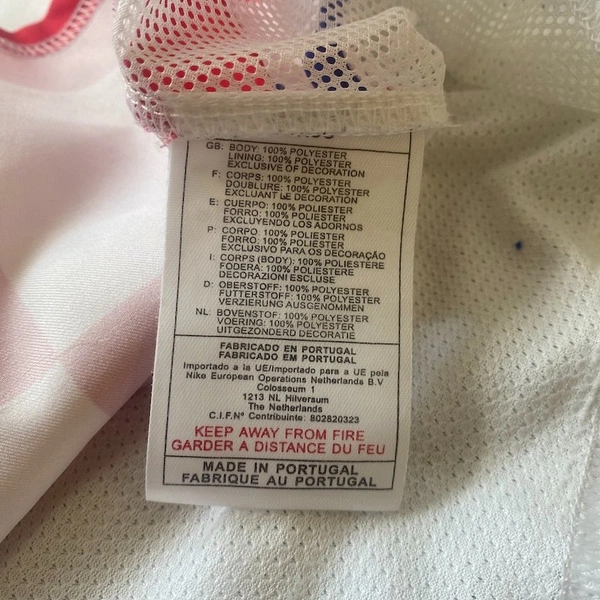 GB: BODY: 100% POLYESTER
LINING: 100% POLYESTER
EXCLUSIVE OF DECORATION
F: CORPS: 100% POLYESTER
DOUBLURE: 100% POLYESTER
EXCLUANT LE DECORATION
E: CUERPO: 100% POLIESTER
FORRO: 100% POLIESTER
EXCLUYENDO LOS ADORNOS
P: CORPO 100% POLIESTER
FORRO: 100% POLIESTER
EXCLUSIVO PARA OS DECORAÇÃO
I: CORPS (BODY): 100% POLIESTERE
FODERA: 100% POLIESTERE
DECORAZIONI ESCLUSE
D: OBERSTOFF: 100% POLYESTER
FUTTERSTOFF: 100% POLYESTER
VERZIERUNG AUSGENOMMEN
NL: BOVENSTOF: 100% POLYESTER
VOERING: 100% POLYESTER
UITGEZONDERD DECORATIE
FABRICADO EN PORTUGAL
FABRICADO EM PORTUGAL
Importado a la UE/Importado para a UE pela
Nike European Operations Netherlands B.V
Colosseum 1
1213 NL Hilversum
The Netherlands
C.I.F.Nº Contribuinte: 802820323
KEEP AWAY FROM FIRE
GARDER A DISTANCE DU FEU
MADE IN PORTUGAL
FABRIQUE AU PORTUGAL